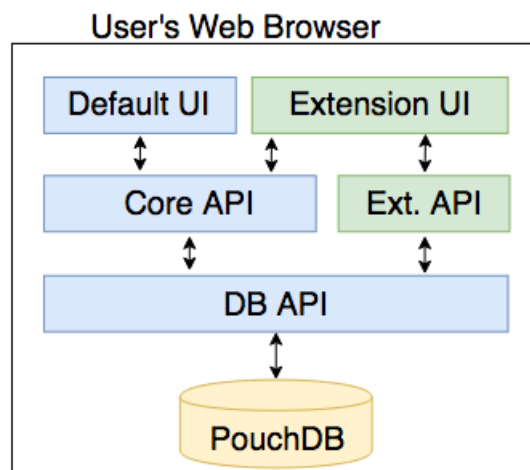 User's Web Browser
Default UI
Extension UI
Core API
Ext. API
DB API
PouchDB